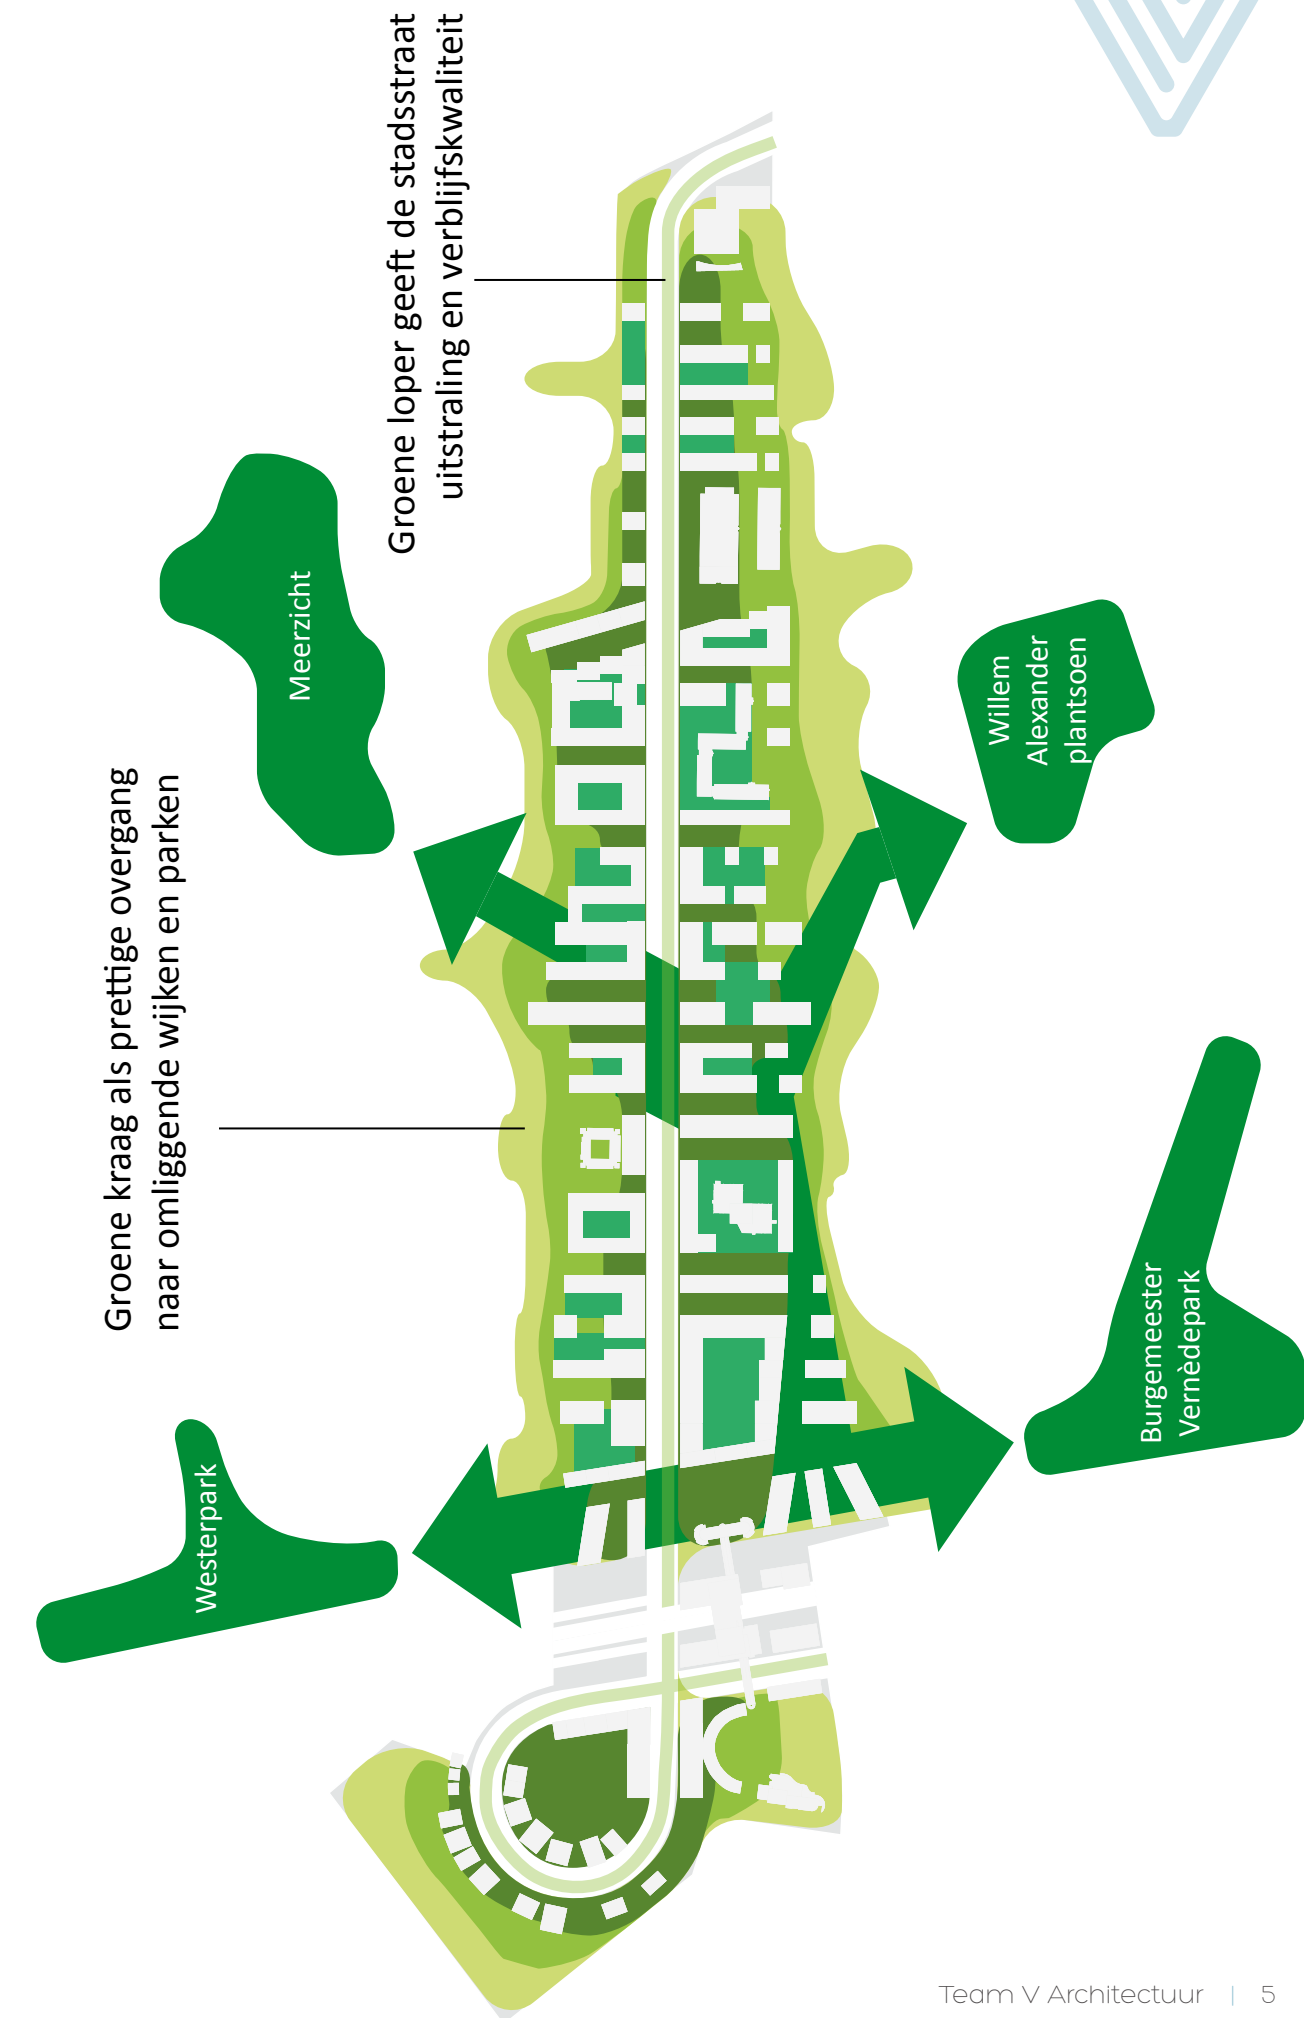 Groene kraag als prettige overgang
naar omliggende wijken en parken
Groene loper geeft de stadsstraat
uitstraling en verblijfskwaliteit
Westerpark
Meerzicht
Burgemeester
Vernèdepark
Willem
Alexander
plantsoen
Team V Architectuur | 5